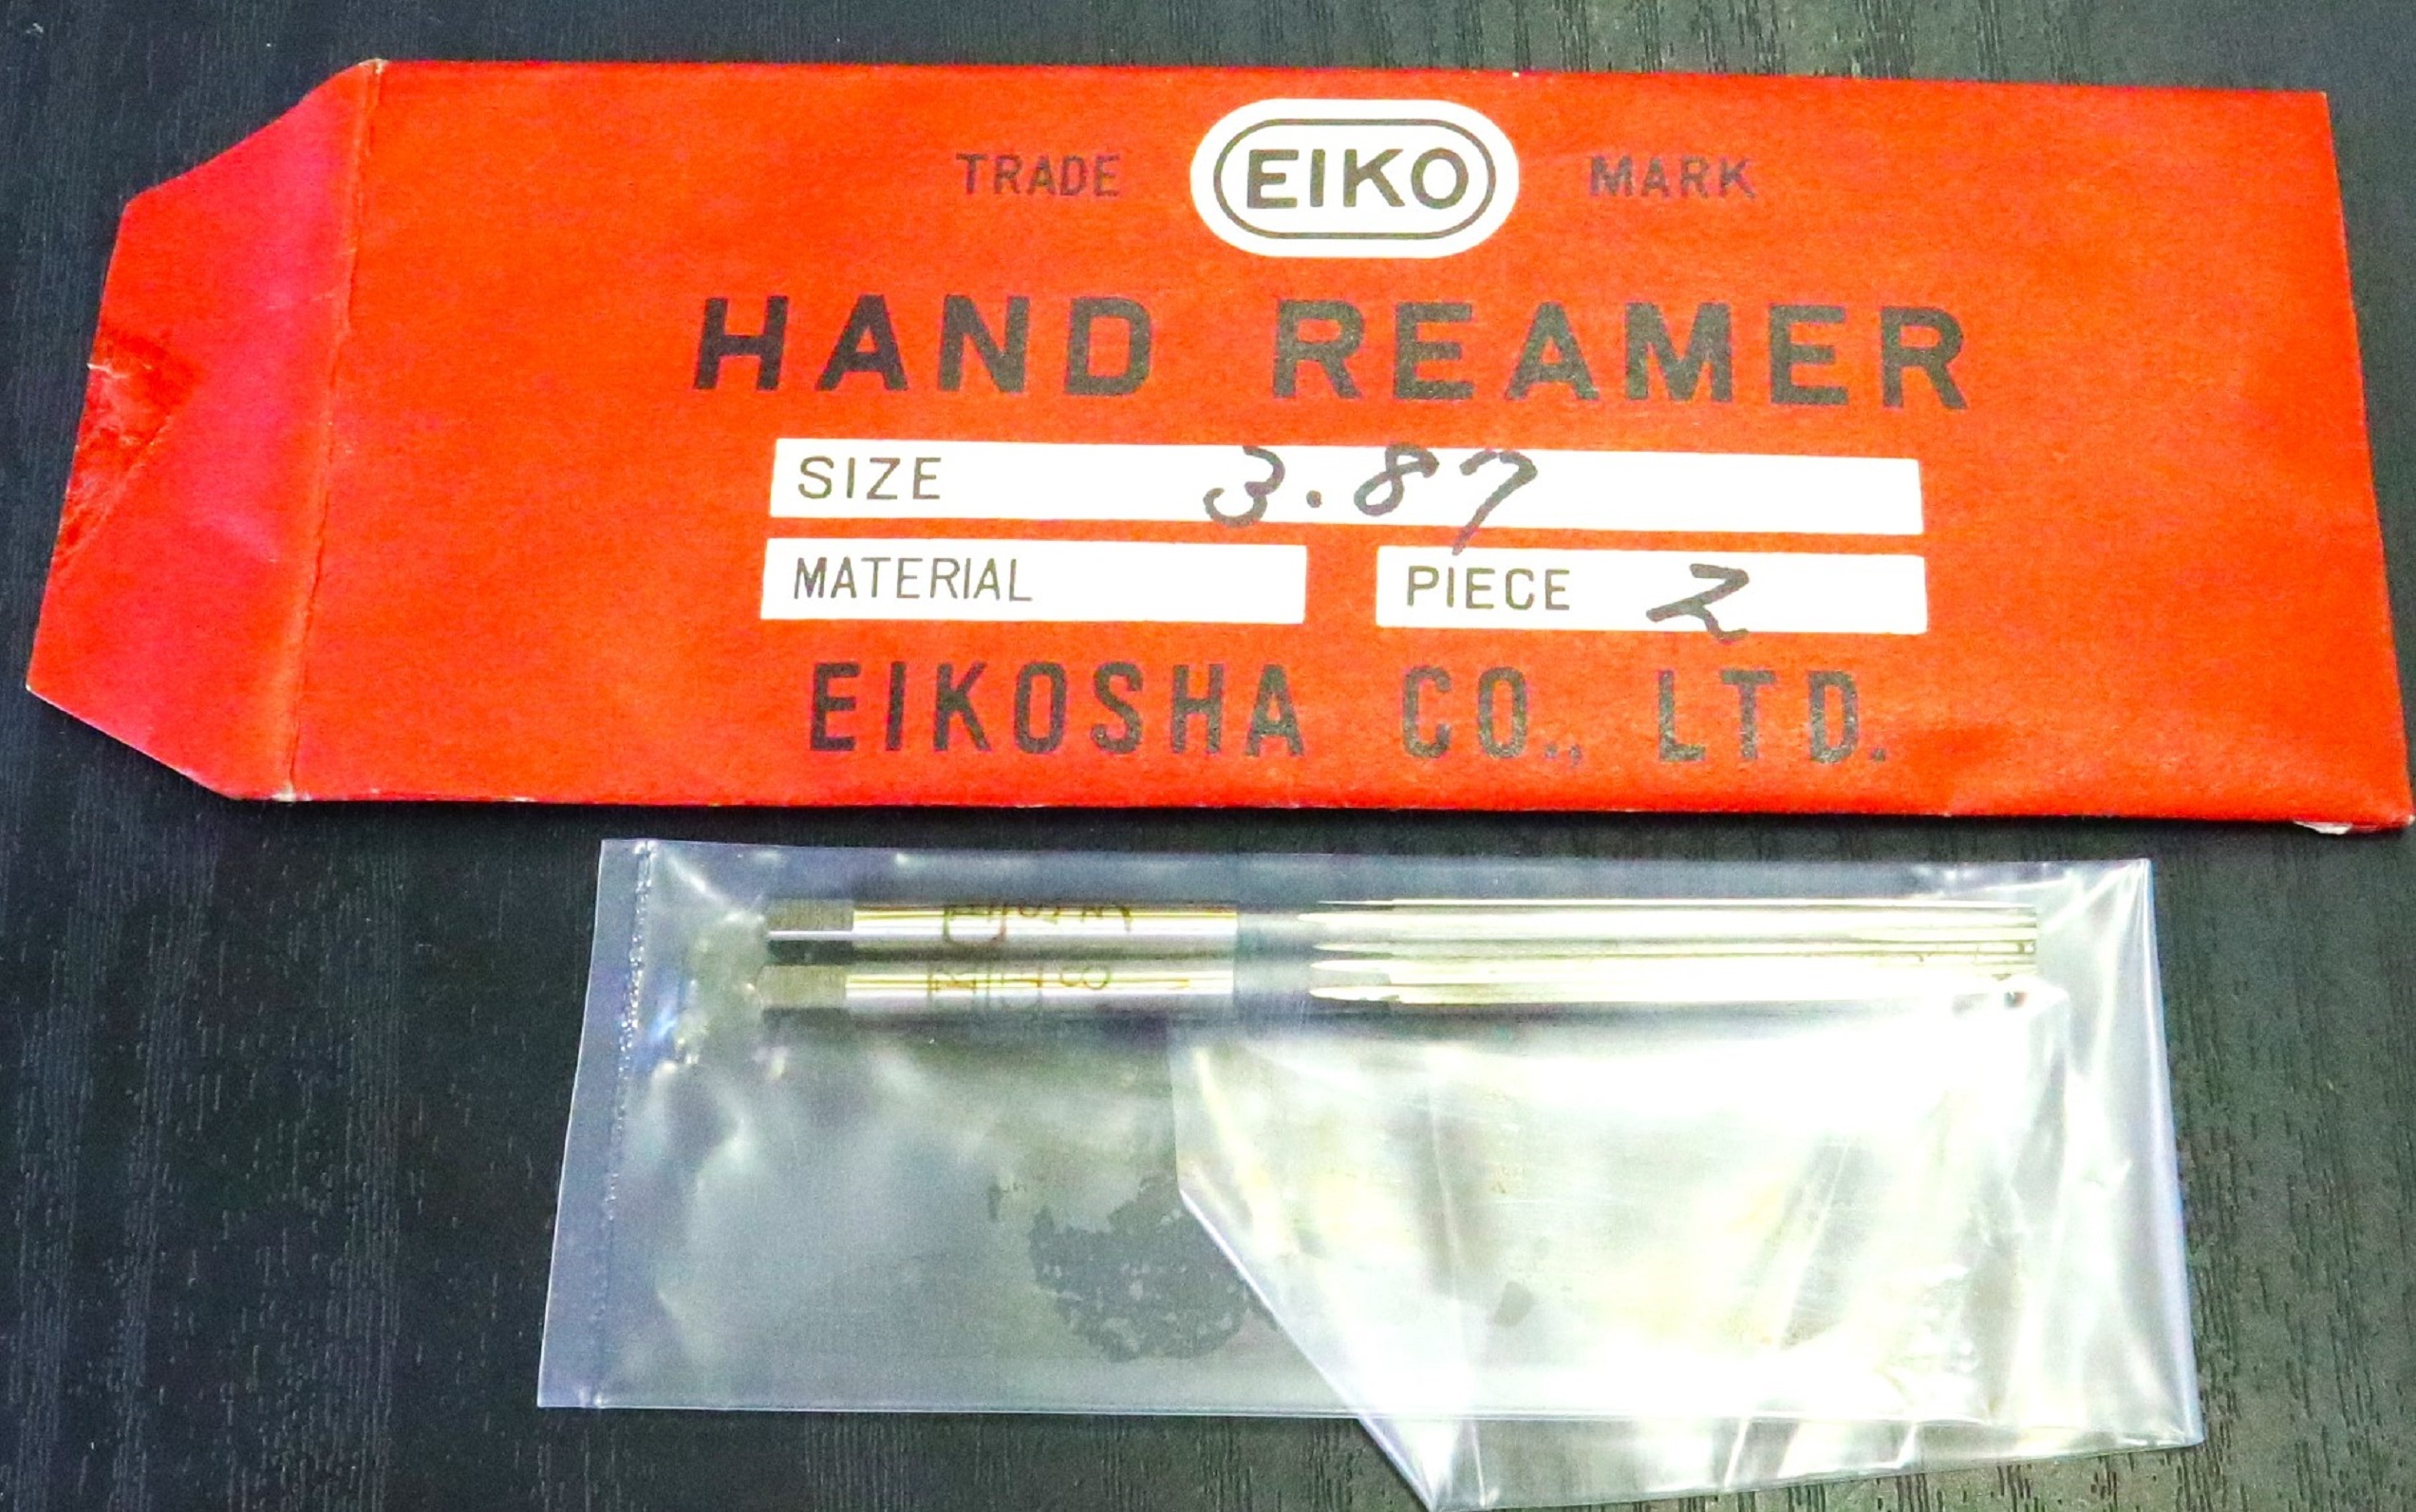 TRADE EIKO MARK
HAND REAMER
SIZE 3.87
MATERIAL PIECE 2
EIKOSHA CO., LTD.